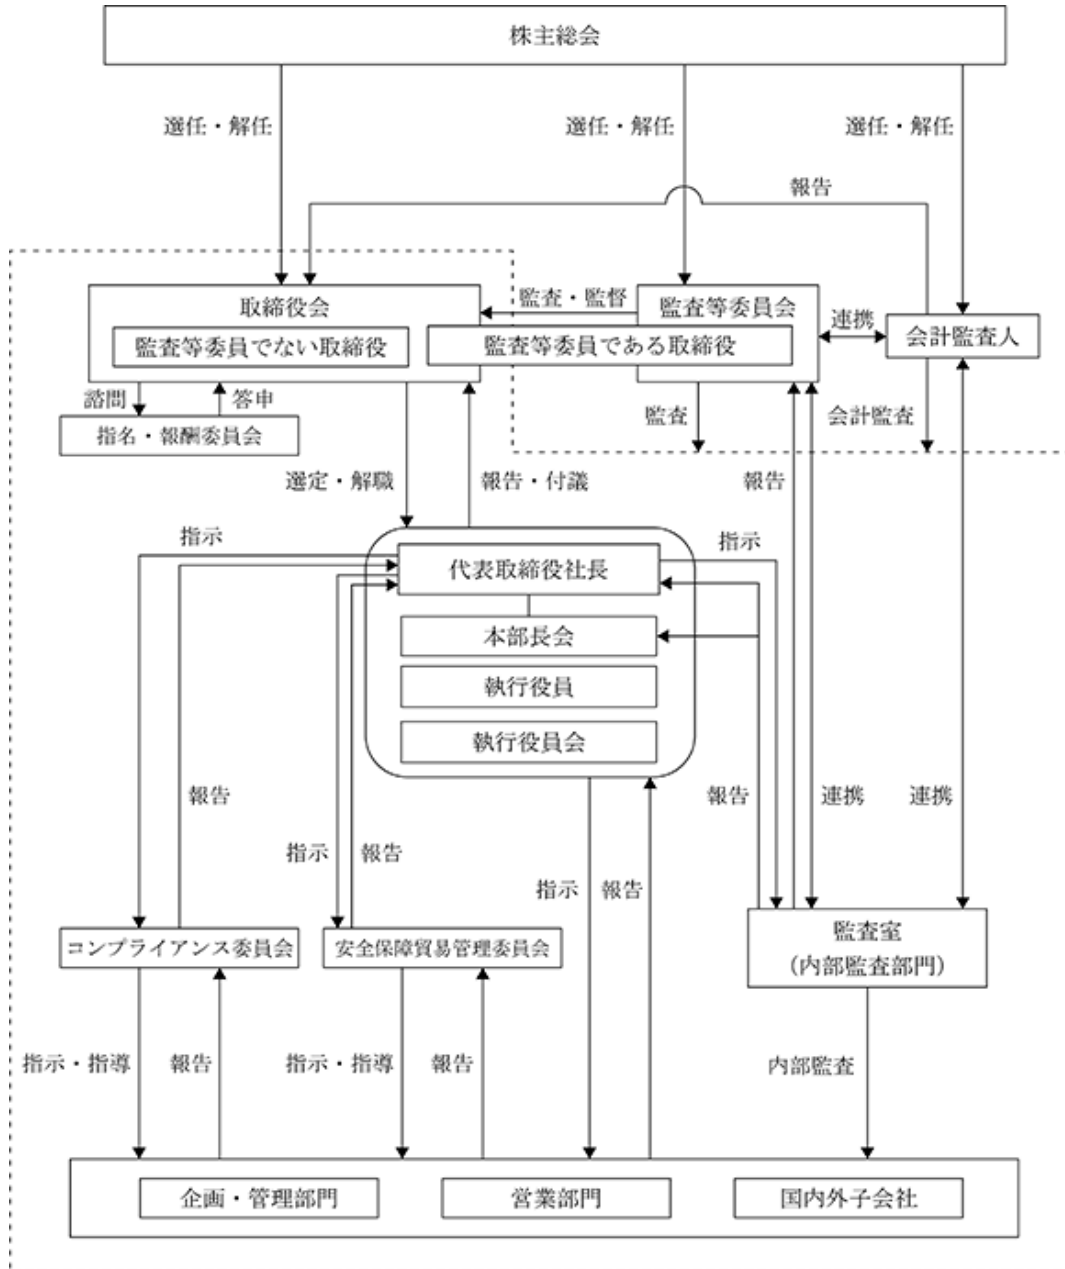 株主総会
選任・解任
選任・解任
選任・解任
報告
取締役会
監査等委員でない取締役
監査・監督
監査等委員会
監査等委員である取締役
連携
会計監査人
諮問
答申
指名・報酬委員会
監査
会計監査
選定・解職
報告・付議
報告
指示
指示
代表取締役社長
本部長会
執行役員
執行役員会
報告
指示
報告
指示
報告
報告
連携
連携
コンプライアンス委員会
安全保障貿易管理委員会
監査室
(内部監査部門)
指示・指導
報告
指示・指導
報告
内部監査
企画・管理部門
営業部門
国内外子会社